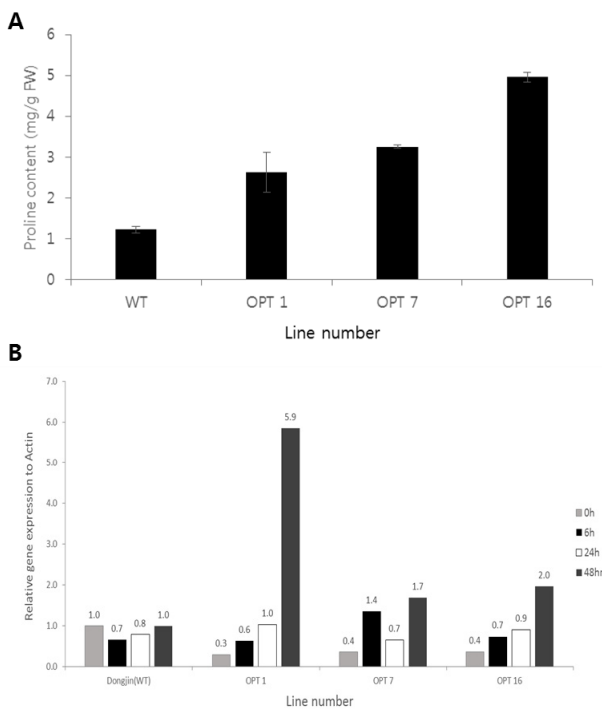 A
Proline content (mg/g FW)
6
5
4
3
2
1
0
WT OPT 1 OPT 7 OPT 16
Line number
B
Relative gene expression to Actin
7.0
6.0
5.0
4.0
3.0
2.0
1.0
0.0
1.0 0.7 0.8 1.0
0.3 0.6 1.0 5.9
0.4 1.4 0.7 1.7
0.4 0.7 0.9 2.0
Dongjin(WT) OPT 1 OPT 7 OPT 16
Line number
0h
6h
24h
48hr